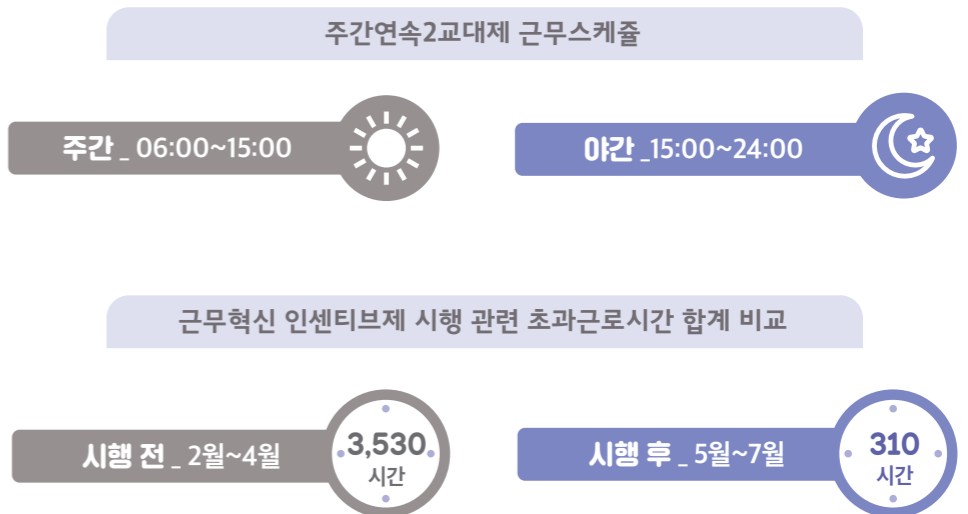 주간연속2교대제 근무스케쥴
주간 _ 06:00~15:00
야간 _15:00~24:00
근무혁신 인센티브제 시행 관련 초과근로시간 합계 비교
시행 전 _ 2월~4월
3,530
시간
시행 후 _ 5월~7월
310
시간